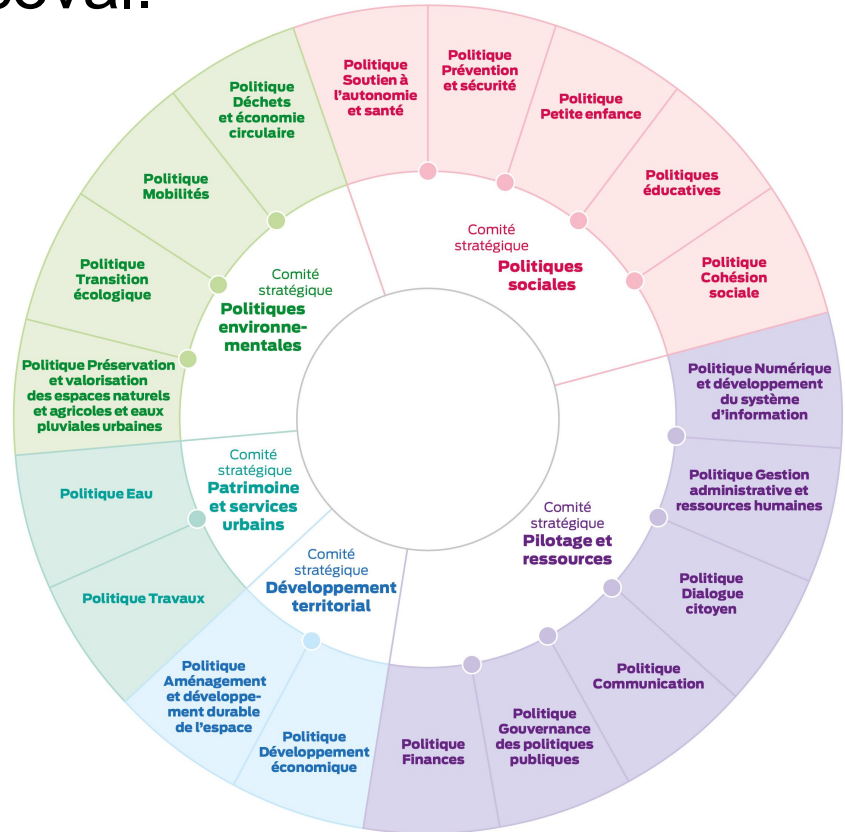 Politique
Soutien à
l'autonomie
et santé
Politique
Prévention
et sécurité
Politique
Petite enfance
Politiques
éducatives
Politique
Cohésion
sociale
Comité
stratégique
Politiques
sociales
Politique Numérique
et développement
du système
d'information
Politique Gestion
administrative et
ressources humaines
Politique
Dialogue
citoyen
Politique
Communication
Politique
Gouvernance
des politiques
publiques
Politique
Finances
Comité
stratégique
Pilotage et
ressources
Politique
Développement
économique
Politique
Aménagement
et développe-
ment durable
de l'espace
Comité
stratégique
Développement
territorial
Politique Travaux
Politique Eau
Comité
stratégique
Patrimoine
et services
urbains
Politique Préservation
et valorisation
des espaces naturels
et agricoles et eaux
pluviales urbaines
Politique
Transition
écologique
Politique
Mobilités
Politique
Déchets
et économie
circulaire
Comité
stratégique
Politiques
environne-
mentales